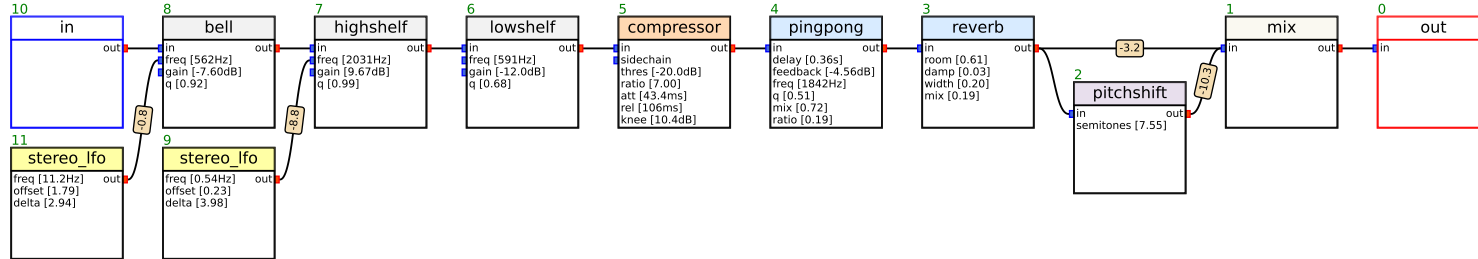 10
in
out
8
bell
in
out
freq [562Hz]
gain [-7.60dB]
q [0.92]
7
highshelf
in
out
freq [2031Hz]
gain [9.67dB]
q [0.99]
6
lowshelf
in
out
freq [591Hz]
gain [-12.0dB]
q [0.68]
5
compressor
in
out
sidechain
thres [-20.0dB]
ratio [7.00]
att [43.4ms]
rel [106ms]
knee [10.4dB]
4
pingpong
in
out
delay [0.36s]
feedback [-4.56dB]
freq [1842Hz]
q [0.51]
mix [0.72]
ratio [0.19]
3
reverb
in
out
room [0.61]
damp [0.03]
width [0.20]
mix [0.19]
-3.2
2
pitchshift
in
out
semitones [7.55]
-10.3
1
mix
in
out
0
out
in
-0.8
11
stereo_lfo
freq [11.2Hz]
out
offset [1.79]
delta [2.94]
-8.8
9
stereo_lfo
freq [0.54Hz]
out
offset [0.23]
delta [3.98]